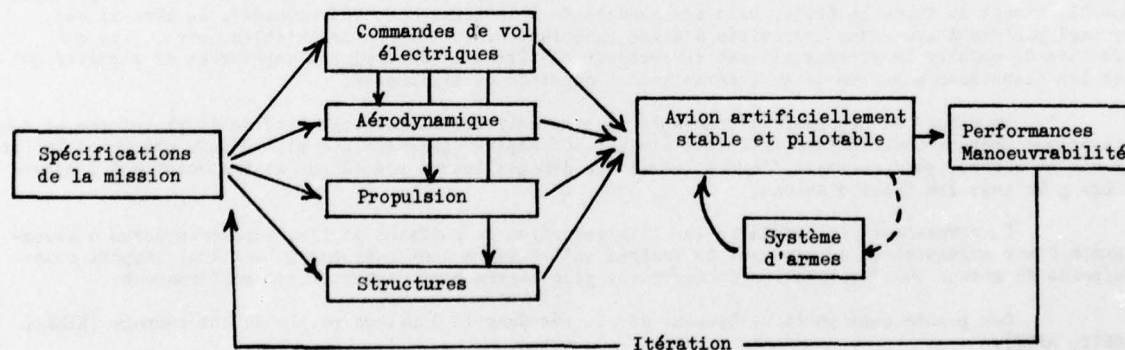 Commandes de vol
électriques
Aérodynamique
Propulsion
Structures
Spécifications
de la mission
Avion artificiellement
stable et pilotable
Système
d'armes
Performances
Manoeuvrabilité
Itération